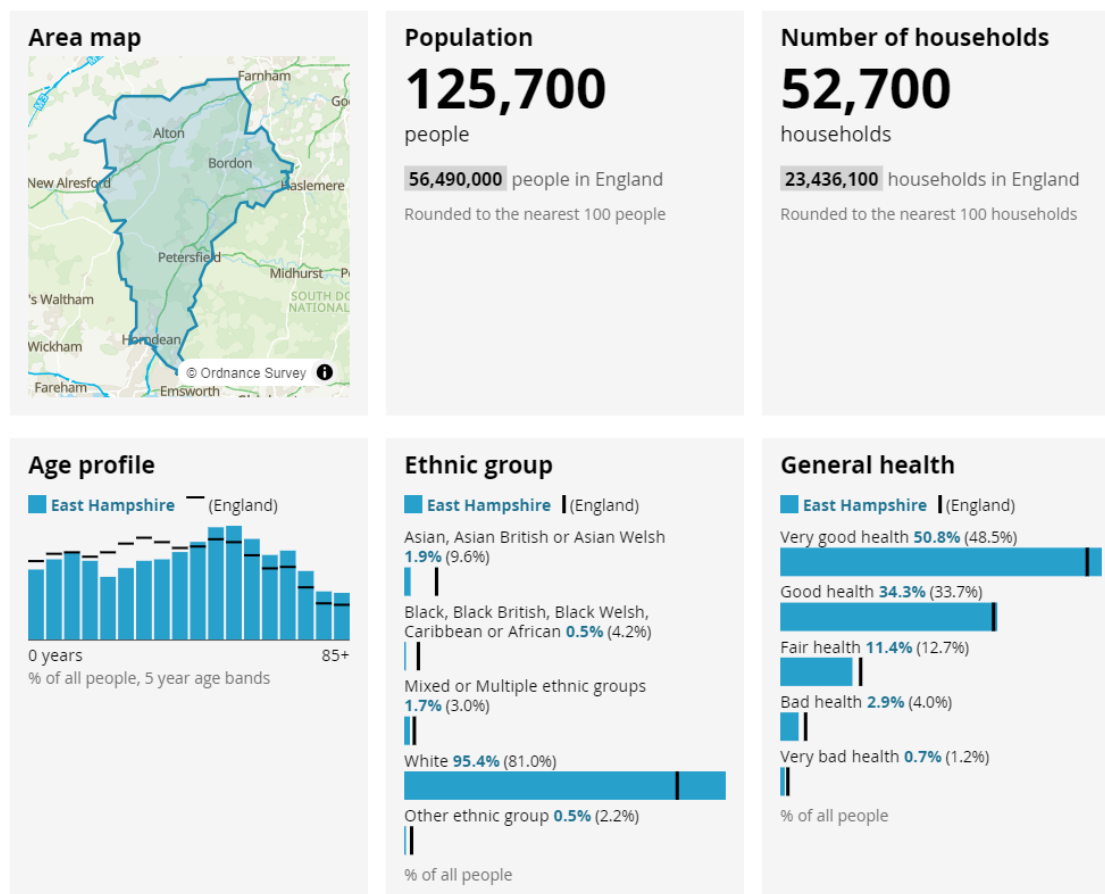 Area map
Farnham
M3
Alton
Bordon
New Alresford
Haslemere
Petersfield
Midhurst
's Waltham
SOUTH DO
NATIONAL
Wickham
Horndean
© Ordnance Survey
Fareham
Emsworth
Population
125,700
people
56,490,000 people in England
Rounded to the nearest 100 people
Number of households
52,700
households
23,436,100 households in England
Rounded to the nearest 100 households
Age profile
East Hampshire (England)
0 years 85+
% of all people, 5 year age bands
Ethnic group
East Hampshire (England)
Asian, Asian British or Asian Welsh
1.9% (9.6%)
Black, Black British, Black Welsh,
Caribbean or African 0.5% (4.2%)
Mixed or Multiple ethnic groups
1.7% (3.0%)
White 95.4% (81.0%)
Other ethnic group 0.5% (2.2%)
% of all people
General health
East Hampshire (England)
Very good health 50.8% (48.5%)
Good health 34.3% (33.7%)
Fair health 11.4% (12.7%)
Bad health 2.9% (4.0%)
Very bad health 0.7% (1.2%)
% of all people